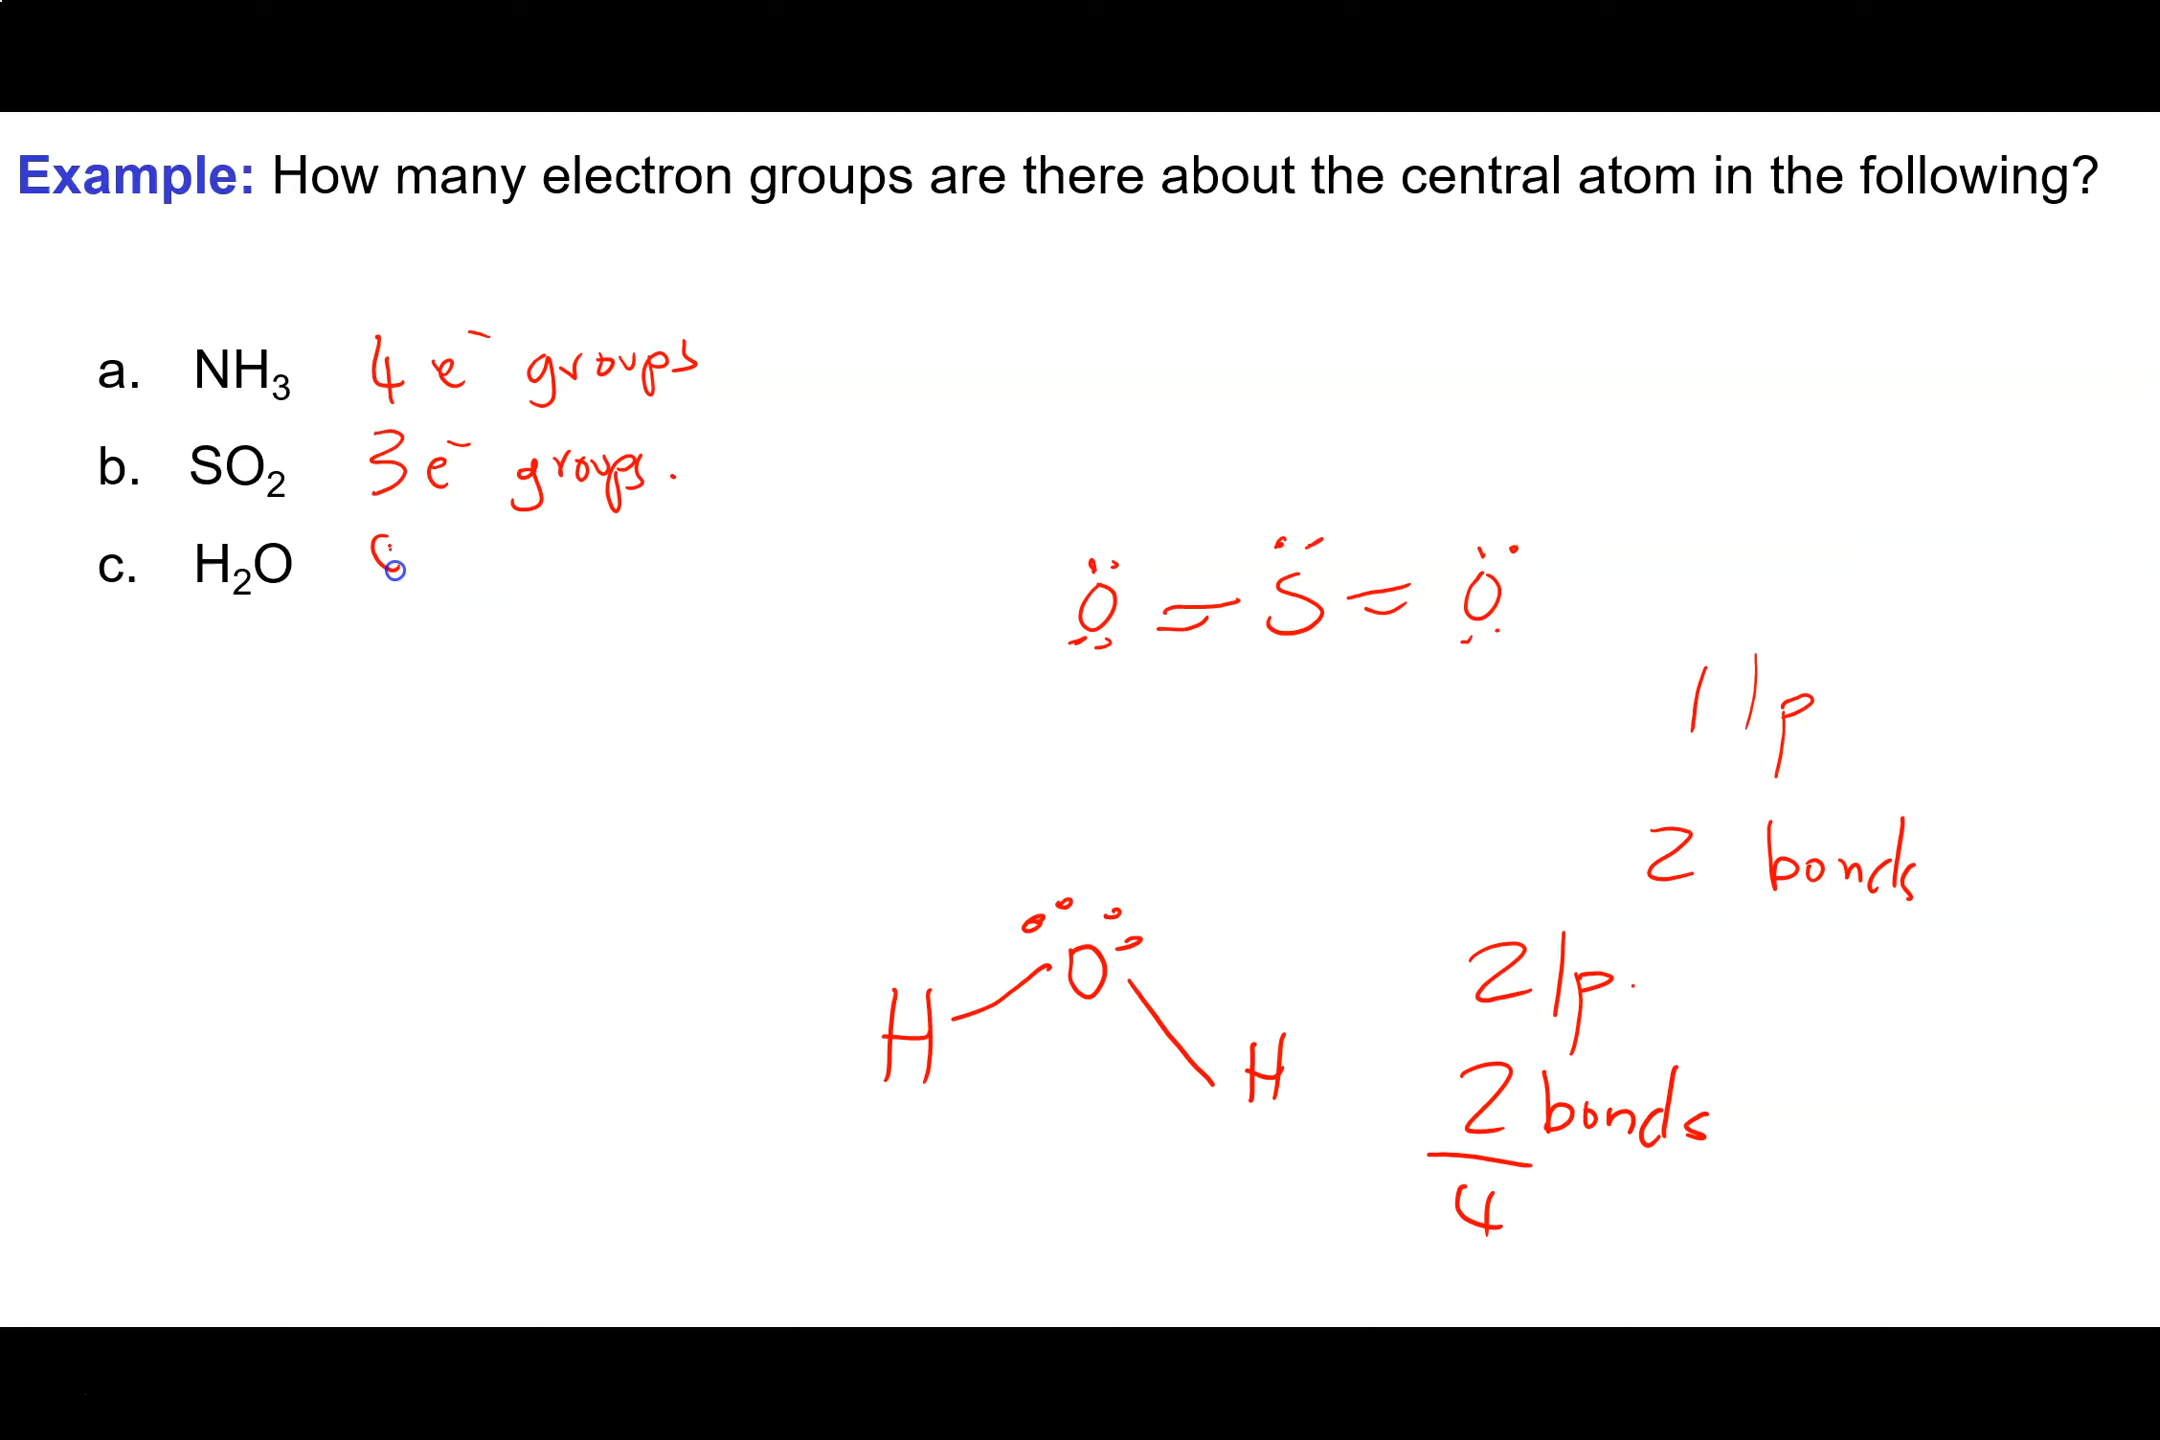 Example: How many electron groups are there about the central atom in the following?
a. NH₃ 4 e⁻ groups
b. SO₂ 3 e⁻ groups.
c. H₂O
O = S = O
1 lp
2 bonds
O
H H
2 lp.
2 bonds
4